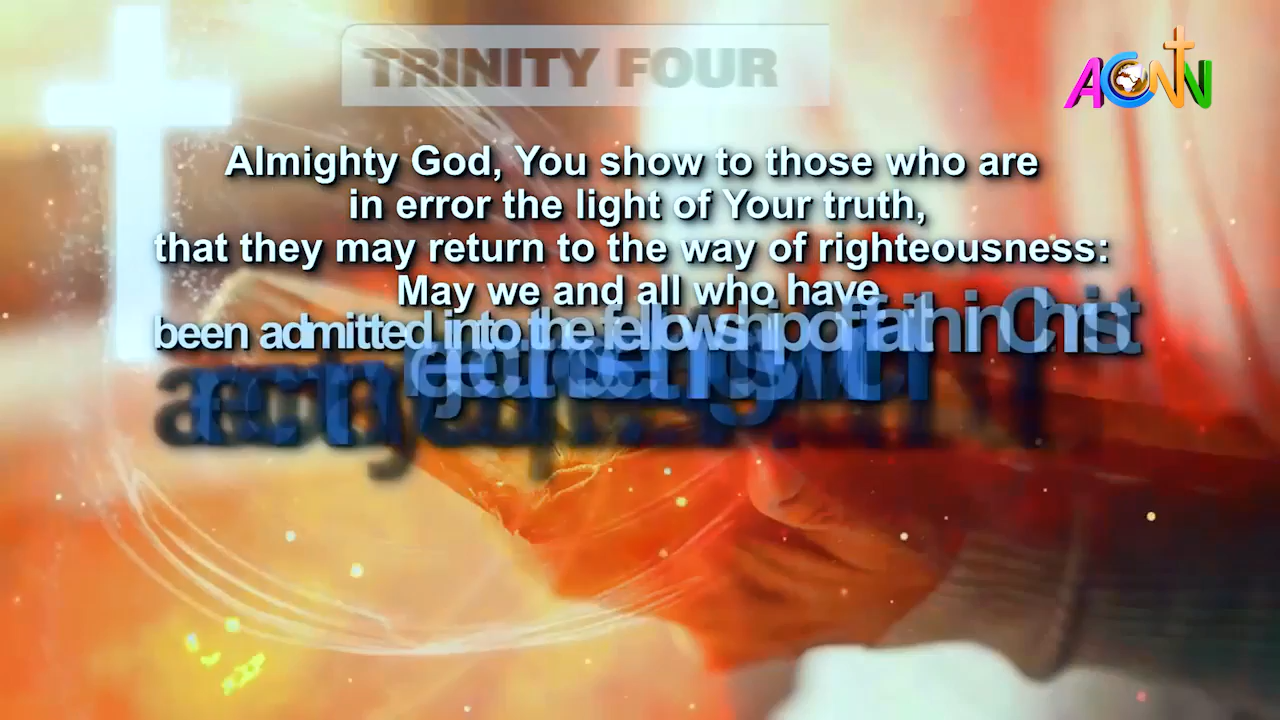 TRINITY FOUR
ACNN
Almighty God, You show to those who are
in error the light of Your truth,
that they may return to the way of righteousness:
May we and all who have
been admitted into the fellowship of faith in Christ